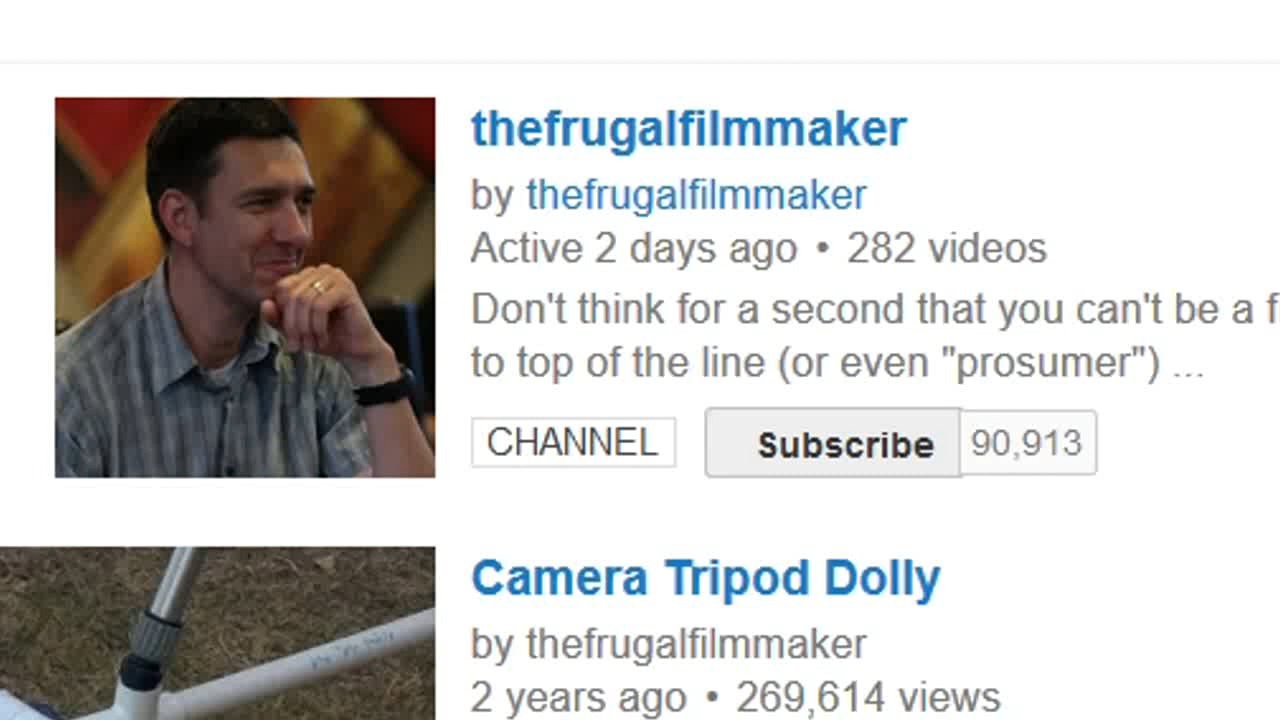 thefrugalfilmmaker
by thefrugalfilmmaker
Active 2 days ago • 282 videos
Don't think for a second that you can't be a f
to top of the line (or even "prosumer") ...
CHANNEL
Subscribe 90,913
Camera Tripod Dolly
by thefrugalfilmmaker
2 years ago • 269,614 views